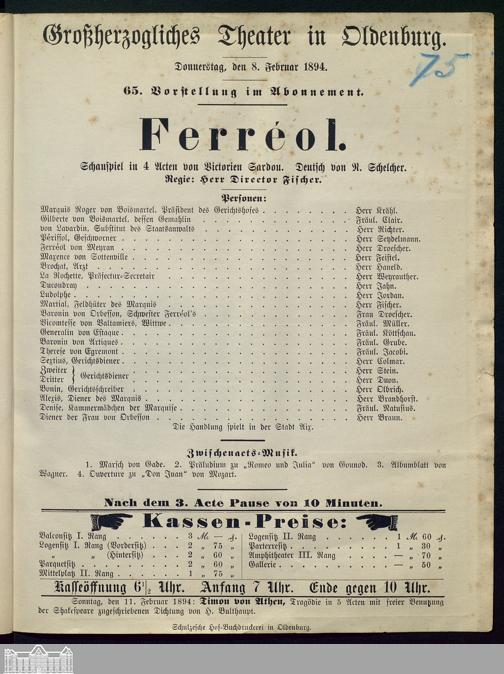 Großherzogliches Theater in Oldenburg.
75
Donnerstag, den 8. Februar 1894.
65. Vorstellung im Abonnement.
Ferréol.
Schauspiel in 4 Acten von Victorien Sardou. Deutsch von R. Schelcher.
Regie: Herr Director Fischer.
Personen:
Marquis Roger von Boismartel, Präsident des Gerichtshofes . . . Herr Krähl.
Gilberte von Boismartel, dessen Gemahlin . . . Fräul. Clair.
von Lavardin, Substitut des Staatsanwalts . . . Herr Richter.
Périssol, Geschworner . . . Herr Seydelmann.
Ferréol von Meyran . . . Herr Droescher.
Maxence von Sottenville . . . Herr Feistel.
Brochat, Arzt . . . Herr Haneld.
La Rochette, Präfectur-Secretair . . . Herr Weyrauther.
Ducoudray . . . Herr Jahn.
Ludolphe . . . Herr Jordan.
Martial, Feldhüter des Marquis . . . Herr Fischer.
Baronin von Orbesson, Schwester Ferréol's . . . Frau Droescher.
Vicomtesse von Valtamiers, Wittwe . . . Fräul. Müller.
Generalin von Estaque . . . Fräul. Köttschau.
Baronin von Artigues . . . Fräul. Grube.
Therese von Egremont . . . Fräul. Jacobi.
Sextius, Gerichtsdiener . . . Herr Colmar.
Zweiter } Gerichtsdiener . . . Herr Stein.
Dritter } . . . Herr Duon.
Bonin, Gerichtsschreiber . . . Herr Oldrich.
Alexis, Diener des Marquis . . . Herr Brandhorst.
Denise, Kammermädchen der Marquise . . . Fräul. Natusius.
Diener der Frau von Orbesson . . . Herr Braun.
Die Handlung spielt in der Stadt Aix.
Zwischenacts-Musik.
1. Marsch von Gade. 2. Präludium zu „Romeo und Julia" von Gounod. 3. Albumblatt von
Wagner. 4. Ouverture zu „Don Juan" von Mozart.
Nach dem 3. Acte Pause von 10 Minuten.
Kassen-Preise:
Balconsitz I. Rang . . . 3 M. — ₰.
Logensitz I. Rang (Vordersitz) . . . 2 „ 75 „
„ (Hintersitz) . . . 2 „ 60 „
Parquetsitz . . . 2 „ 60 „
Mittelplatz II. Rang . . . 1 „ 75 „
Logensitz II. Rang . . . 1 M. 60 ₰.
Parterresitz . . . 1 „ 30 „
Amphitheater III. Rang . . . — „ 70 „
Gallerie . . . — „ 50 „
Kasseöffnung 6 1/2 Uhr. Anfang 7 Uhr. Ende gegen 10 Uhr.
Sonntag, den 11. Februar 1894: Timon von Athen, Tragödie in 5 Acten mit freier Benutzung
der Shakespeare zugeschriebenen Dichtung von H. Bulthaupt.
Schulzesche Hof-Buchdruckerei in Oldenburg.